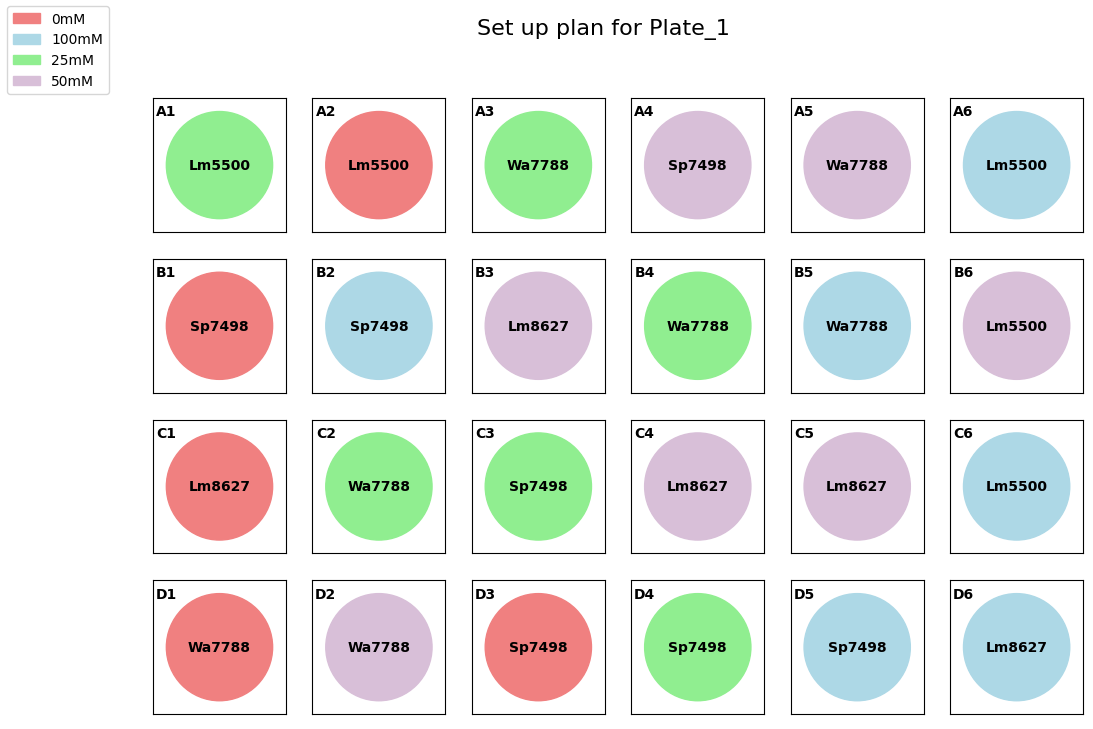 Set up plan for Plate_1
0mM
100mM
25mM
50mM
A1 A2 A3 A4 A5 A6
Lm5500 Lm5500 Wa7788 Sp7498 Wa7788 Lm5500
B1 B2 B3 B4 B5 B6
Sp7498 Sp7498 Lm8627 Wa7788 Wa7788 Lm5500
C1 C2 C3 C4 C5 C6
Lm8627 Wa7788 Sp7498 Lm8627 Lm8627 Lm5500
D1 D2 D3 D4 D5 D6
Wa7788 Wa7788 Sp7498 Sp7498 Sp7498 Lm8627